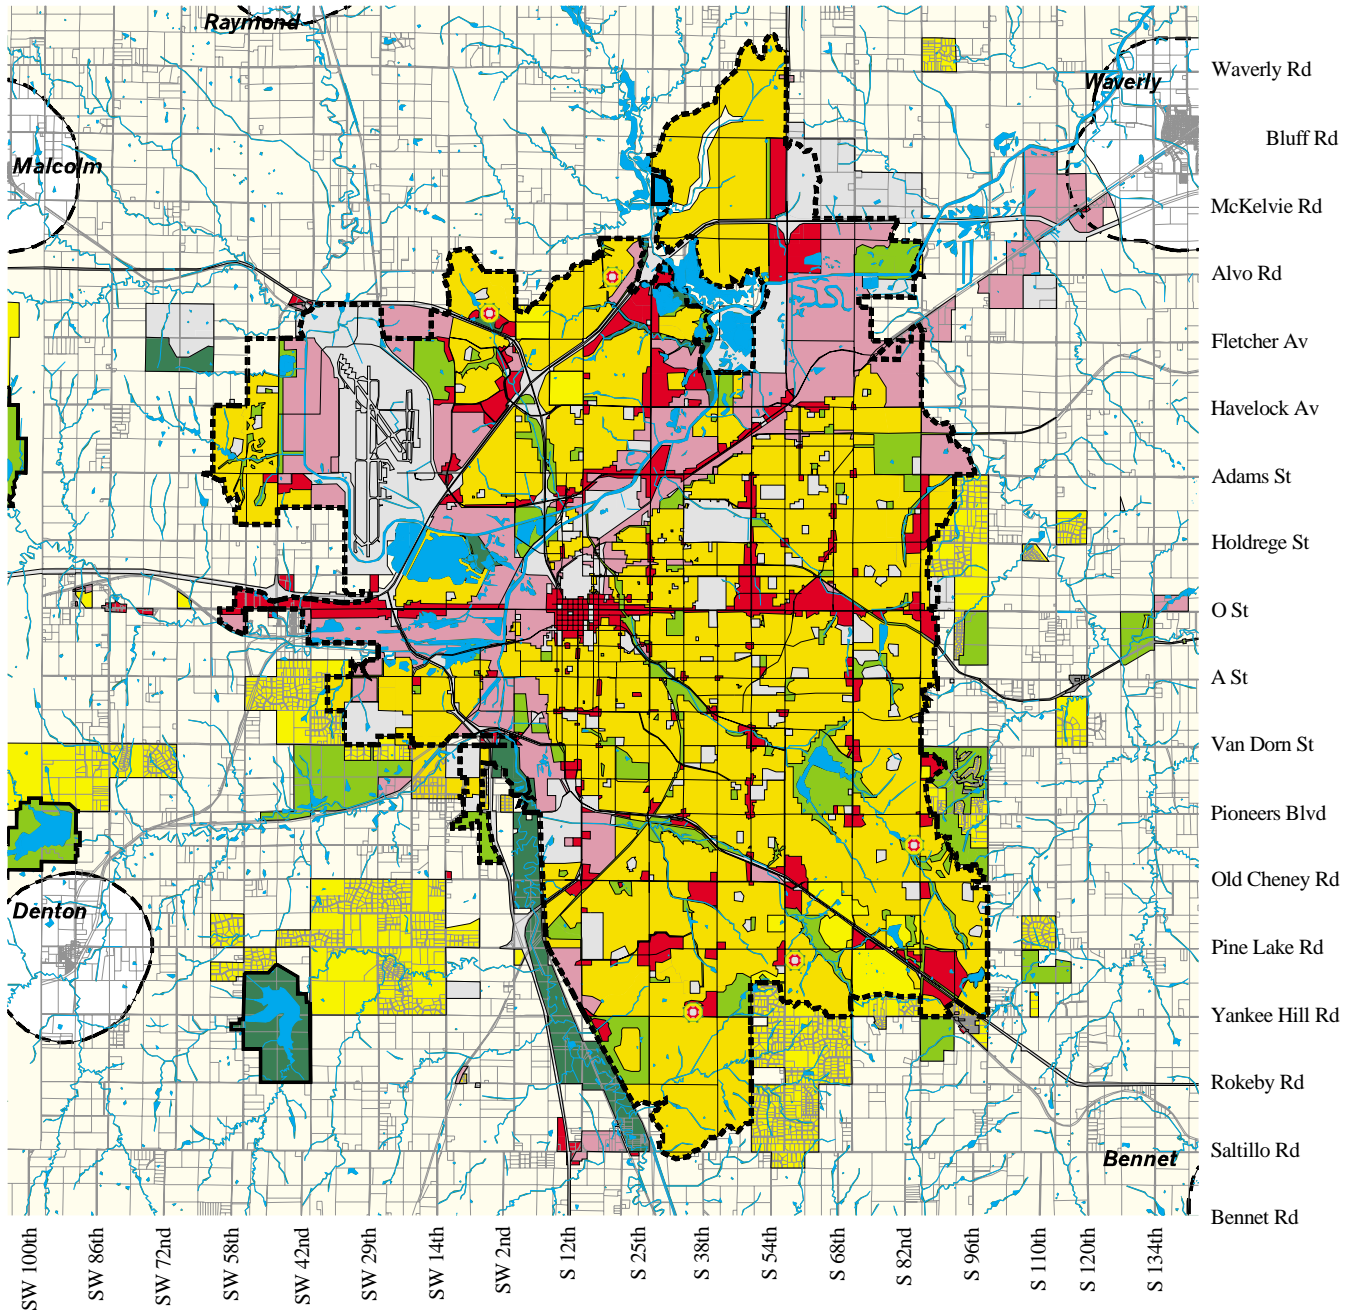 Raymond
Waverly Rd
Waverly
Bluff Rd
Malcolm
McKelvie Rd
Alvo Rd
Fletcher Av
Havelock Av
Adams St
Holdrege St
O St
A St
Van Dorn St
Pioneers Blvd
Old Cheney Rd
Denton
Pine Lake Rd
Yankee Hill Rd
Rokeby Rd
Saltillo Rd
Bennet
Bennet Rd
SW 100th
SW 86th
SW 72nd
SW 58th
SW 42nd
SW 29th
SW 14th
SW 2nd
S 12th
S 25th
S 38th
S 54th
S 68th
S 82nd
S 96th
S 110th
S 120th
S 134th